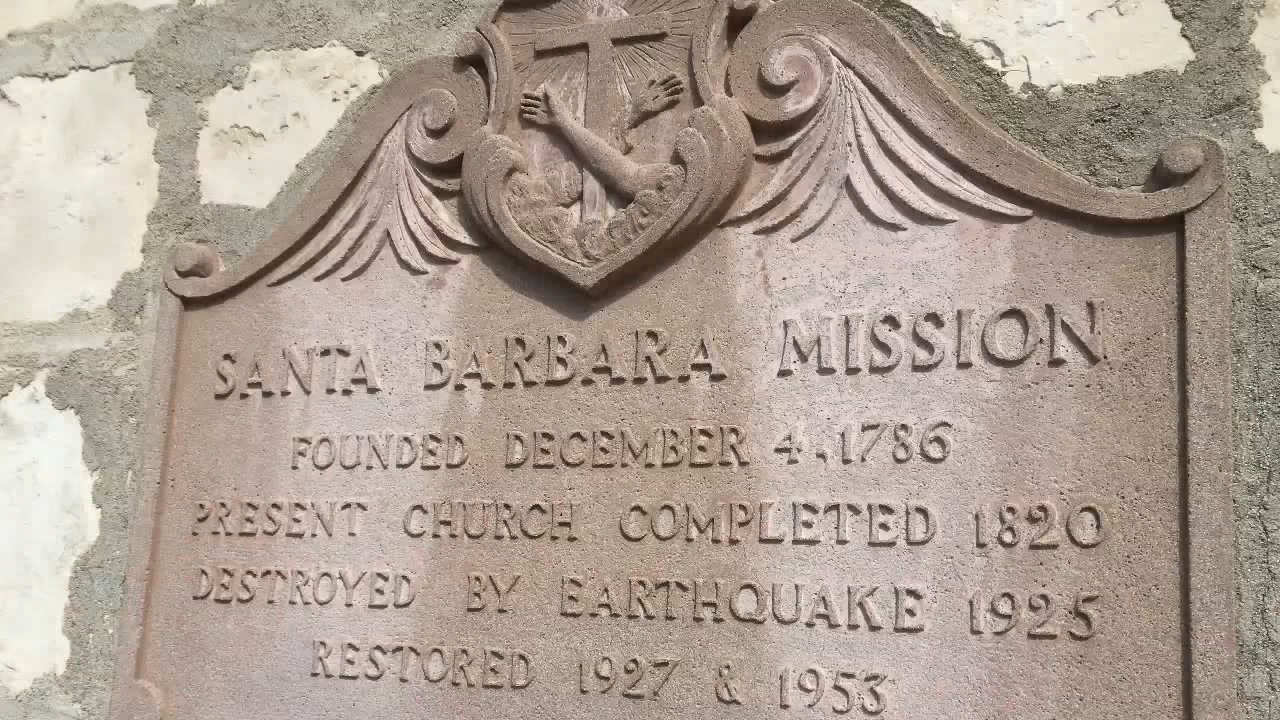 SANTA BARBARA MISSION
FOUNDED DECEMBER 4, 1786
PRESENT CHURCH COMPLETED 1820
DESTROYED BY EARTHQUAKE 1925
RESTORED 1927 & 1953